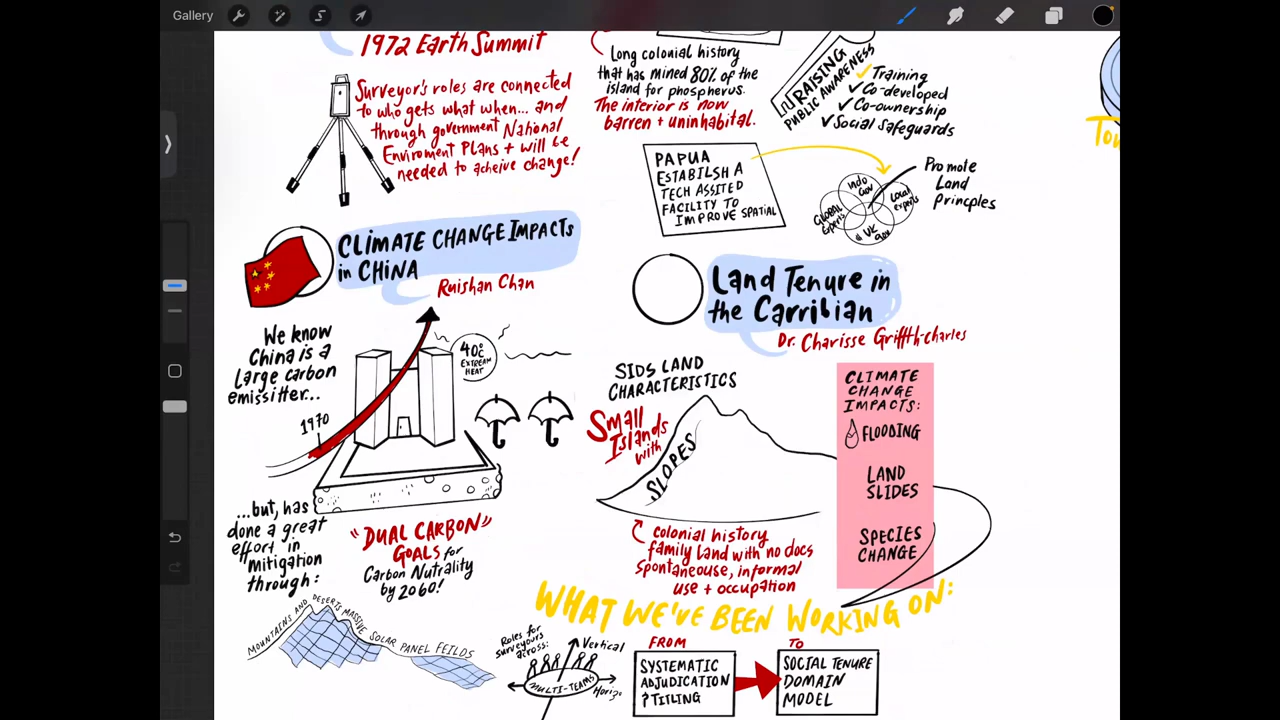 Gallery
1972 Earth Summit
Surveyor's roles are connected
to who gets what when... and
through government National
Enviroment Plans + will be
needed to acheive change!
Long colonial history
that has mined 80% of the
island for phospherus.
The interior is now
barren + uninhabital.
RAISING
PUBLIC AWARENESS
Training
Co-developed
Co-ownership
Social Safeguards
PAPUA
ESTABILSH A
TECH ASSITED
FACILITY TO
IMPROVE SPATIAL
Indo
Gov
GLOBAL
Experts
Local
experts
UK
Gov
Promote
Land
Princples
CLIMATE CHANGE IMPACTS
in CHINA
Ruishan Chan
We know
China is a
large carbon
emissitter...
1970
40°C
EXTREAM
HEAT
...but, has
done a great
effort in
mitigation
through:
"DUAL CARBON"
GOALS for
Carbon Nutrality
by 2060!
MOUNTAINS AND DESERTS MASSIVE SOLAR PANEL FEILDS
Land Tenure in
the Carribian
Dr. Charisse Griffth-charles
SIDS LAND
CHARACTERISTICS
Small
Islands
with
SLOPES
colonial history
family land with no docs
spontaneouse, informal
use + occupation
CLIMATE
CHANGE
IMPACTS:
FLOODING
LAND
SLIDES
SPECIES
CHANGE
WHAT WE'VE BEEN WORKING ON:
Roles for
surveyours
across:
Vertical
MULTI-TEAMS
Horiz
FROM
SYSTEMATIC
ADJUDICATION
? TITLING
TO
SOCIAL TENURE
DOMAIN
MODEL